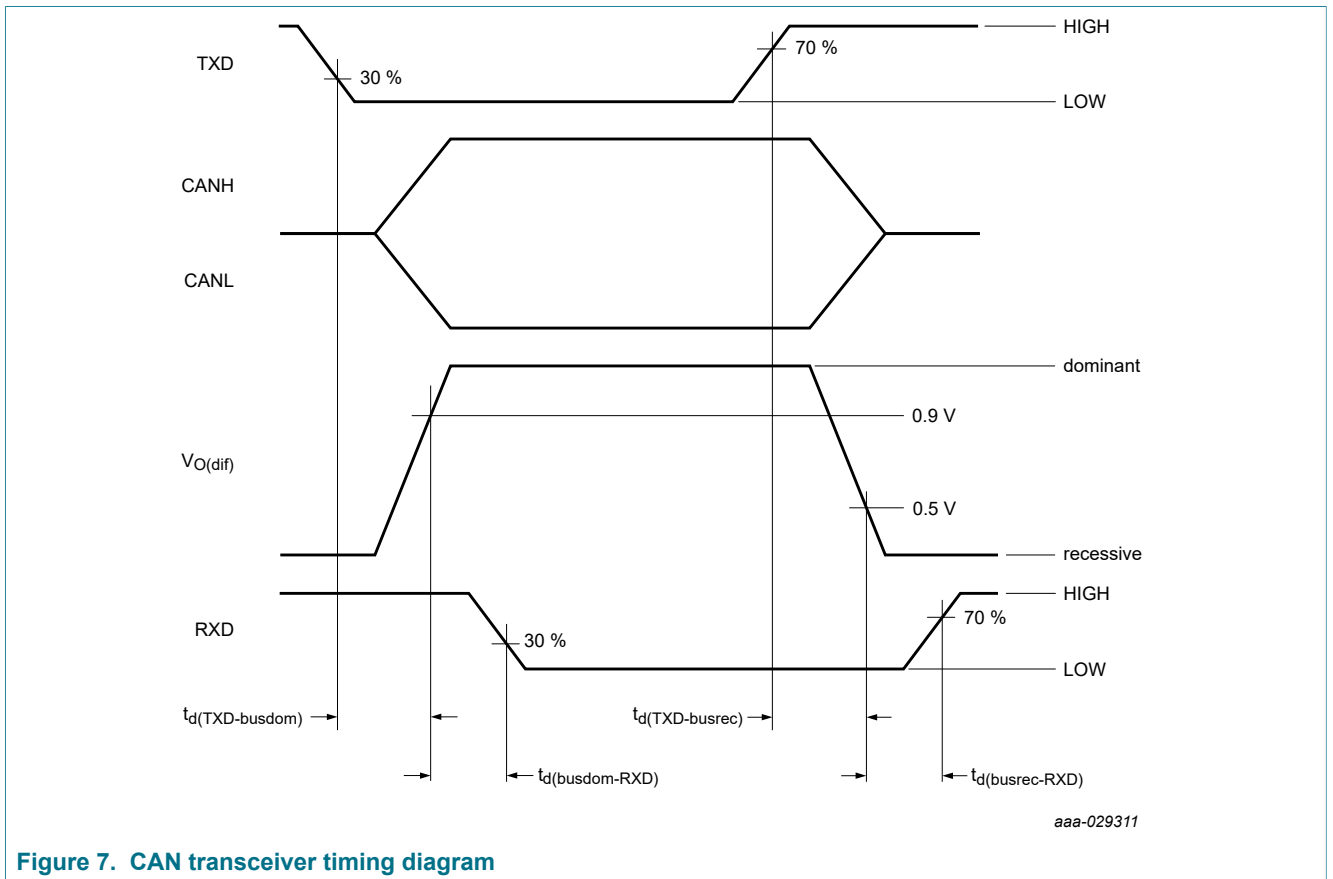 HIGH
TXD
70 %
30 %
LOW
CANH
CANL
dominant
0.9 V
VO(dif)
0.5 V
recessive
HIGH
RXD
70 %
30 %
LOW
td(TXD-busdom)
td(TXD-busrec)
td(busdom-RXD)
td(busrec-RXD)
aaa-029311
Figure 7. CAN transceiver timing diagram